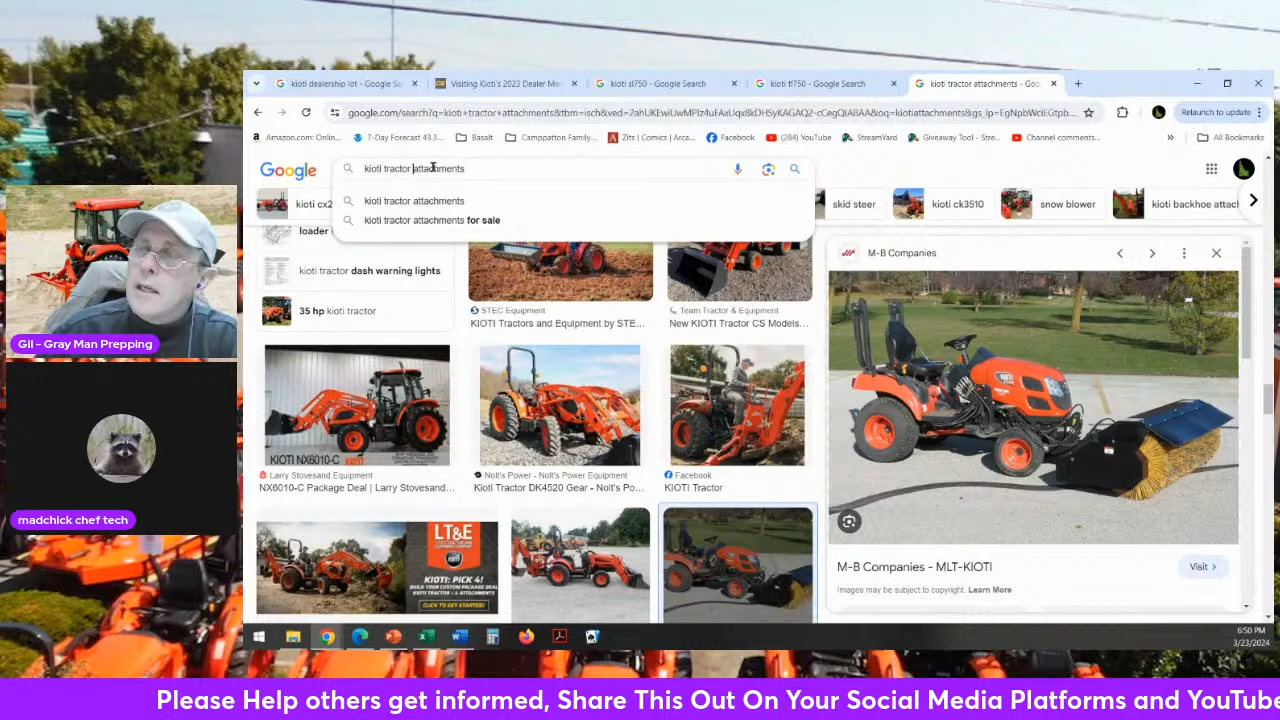 kioti dealership lot - Google Se
Visiting Kioti's 2023 Dealer Me
kioti sl750 - Google Search
kioti tl750 - Google Search
kioti tractor attachments - Goo
Relaunch to update
Amazon.com: Onlin...
7-Day Forecast 43.3...
Basalt
Camppatton Family...
Zits | Comics | Arca...
Facebook
(284) YouTube
StreamYard
Giveaway Tool - Stre...
Channel comments...
All Bookmarks
Google
kioti tractor attachments
kioti tractor attachments
kioti tractor attachments for sale
kioti cx2
skid steer
kioti ck3510
snow blower
kioti backhoe attach
loader
kioti tractor dash warning lights
35 hp kioti tractor
STEC Equipment
KIOTI Tractors and Equipment by STE...
Team Tractor & Equipment
New KIOTI Tractor CS Models...
M-B Companies
KIOTI NX6010-C
KIOTI
Larry Stovesand Equipment
NX6010-C Package Deal | Larry Stovesand...
Nolt's Power - Nolt's Power Equipment
Kioti Tractor DK4520 Gear - Nolt's Po...
Facebook
KIOTI Tractor
LT&E
KIOTI: PICK 4!
BUILD YOUR CUSTOM PACKAGE DEAL
KIOTI TRACTOR + 4 ATTACHMENTS
CLICK TO GET STARTED!
M-B Companies - MLT-KIOTI
Visit
Images may be subject to copyright. Learn More
6:50 PM
3/23/2024
Gil - Gray Man Prepping
madchick chef tech
Please Help others get informed, Share This Out On Your Social Media Platforms and YouTube